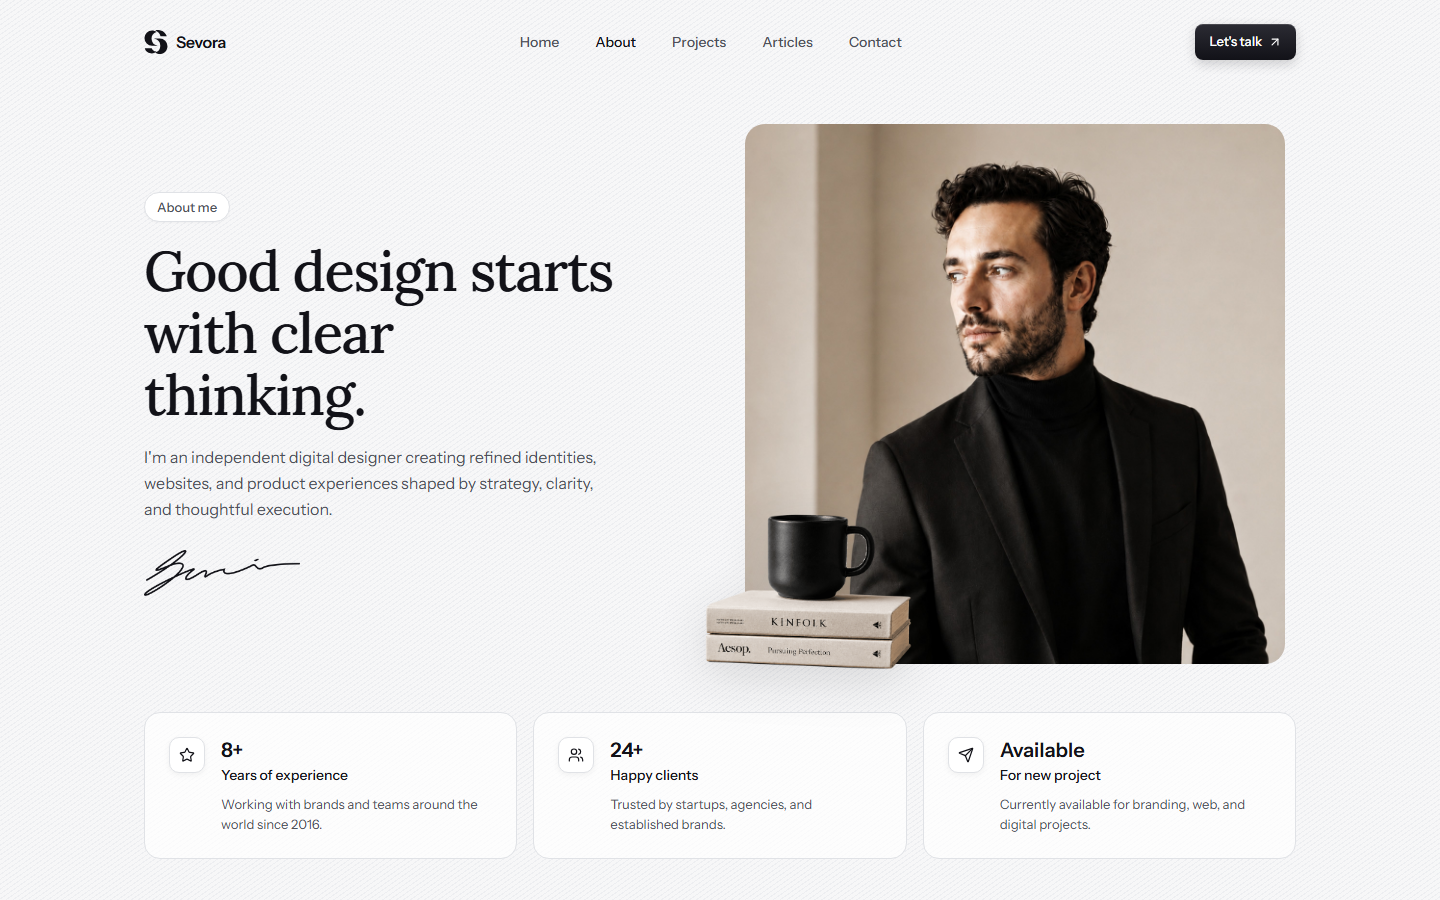 Sevora
Home About Projects Articles Contact
Let's talk
About me
Good design starts
with clear
thinking.
I'm an independent digital designer creating refined identities,
websites, and product experiences shaped by strategy, clarity,
and thoughtful execution.
KINFOLK
Aesop. Pursuing Perfection
8+
Years of experience
Working with brands and teams around the
world since 2016.
24+
Happy clients
Trusted by startups, agencies, and
established brands.
Available
For new project
Currently available for branding, web, and
digital projects.